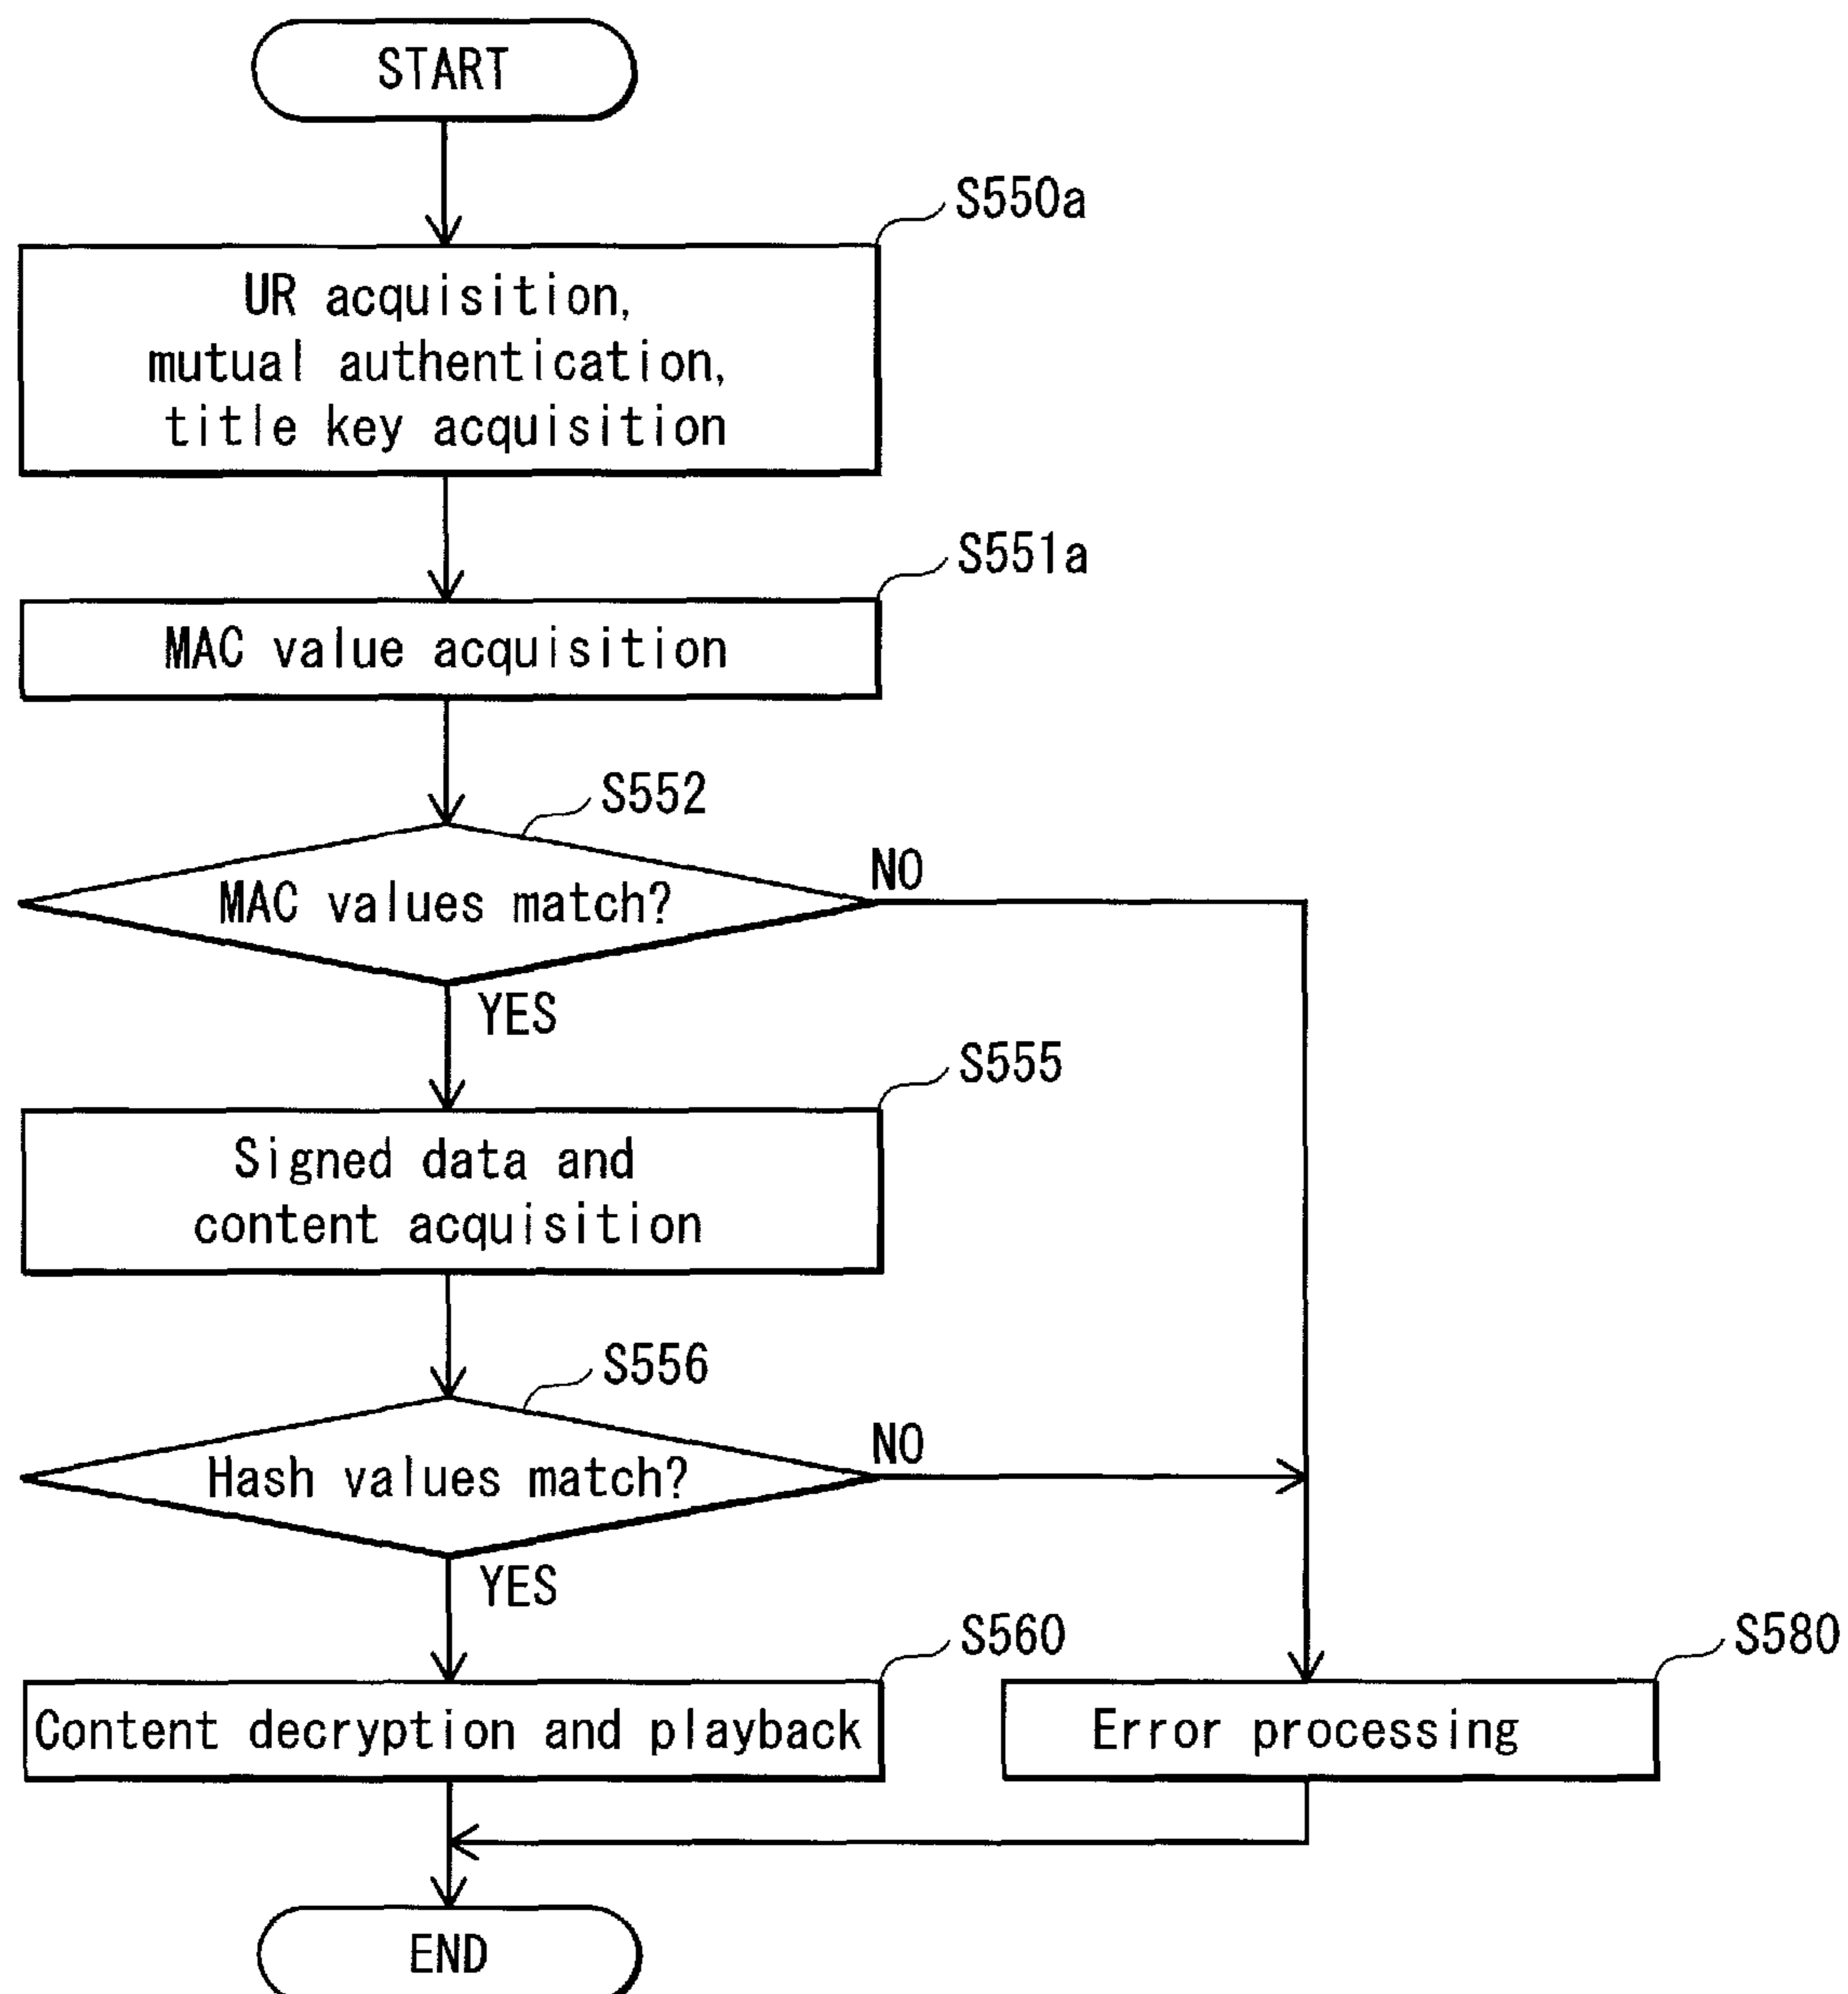 START
S550a
UR acquisition,
mutual authentication,
title key acquisition
S551a
MAC value acquisition
S552
MAC values match?
NO
YES
S555
Signed data and
content acquisition
S556
Hash values match?
NO
YES
S560
Content decryption and playback
S580
Error processing
END